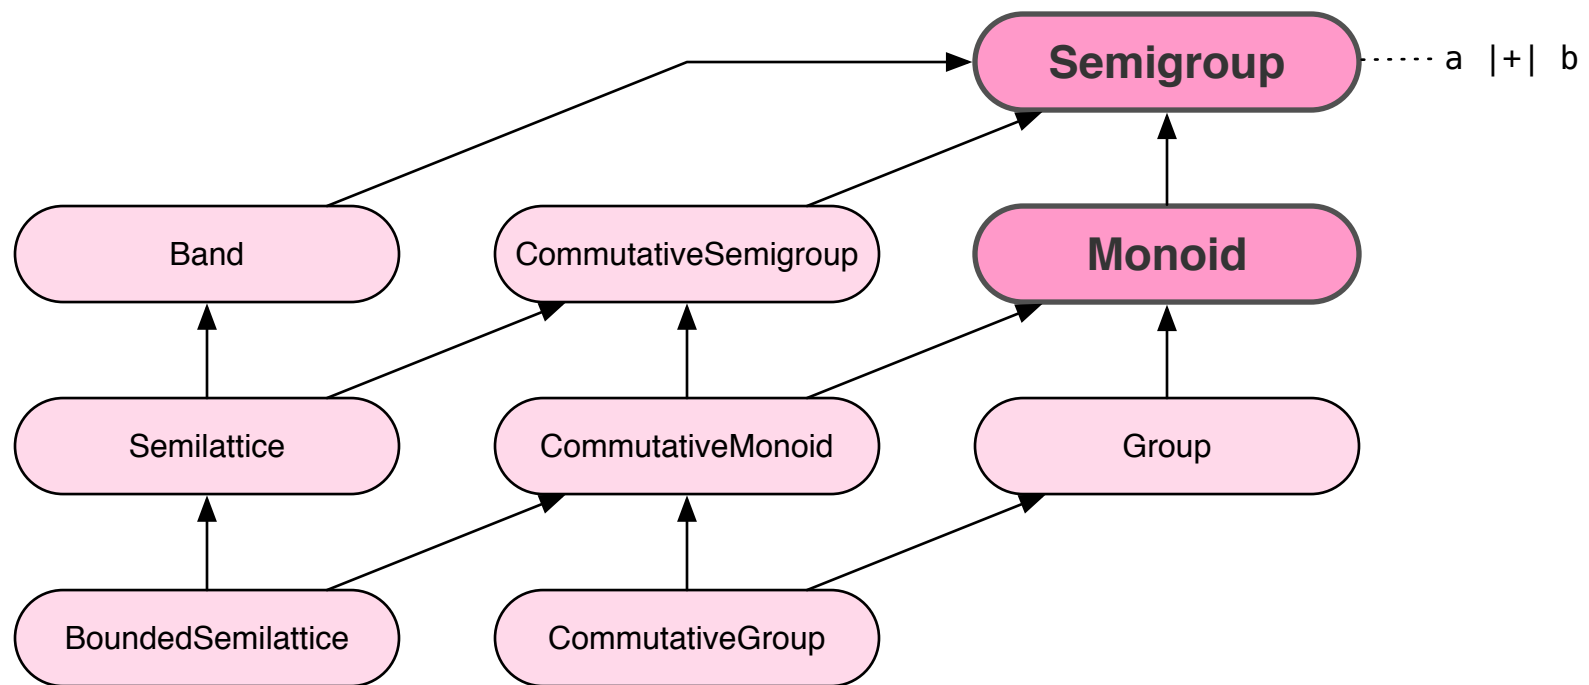 Semigroup
a |+| b
Band
CommutativeSemigroup
Monoid
Semilattice
CommutativeMonoid
Group
BoundedSemilattice
CommutativeGroup